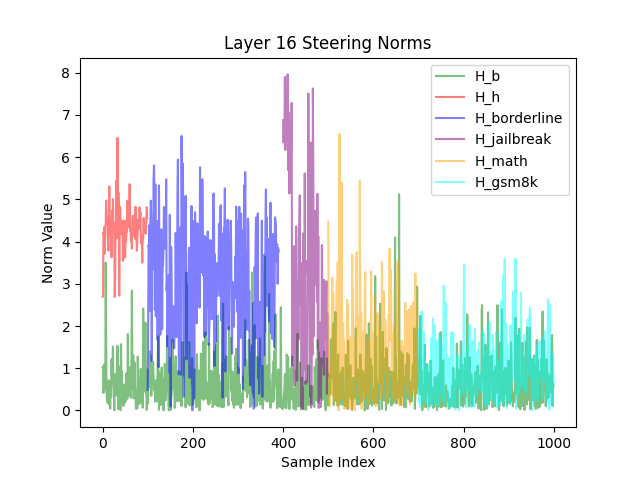 Layer 16 Steering Norms
H_b
H_h
H_borderline
H_jailbreak
H_math
H_gsm8k
Norm Value
8
7
6
5
4
3
2
1
0
0 200 400 600 800 1000
Sample Index